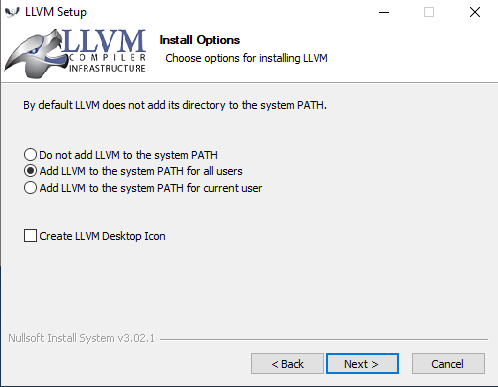 LLVM Setup
LLVM
COMPILER
INFRASTRUCTURE
Install Options
Choose options for installing LLVM
By default LLVM does not add its directory to the system PATH.
Do not add LLVM to the system PATH
Add LLVM to the system PATH for all users
Add LLVM to the system PATH for current user
Create LLVM Desktop Icon
Nullsoft Install System v3.02.1
< Back
Next >
Cancel